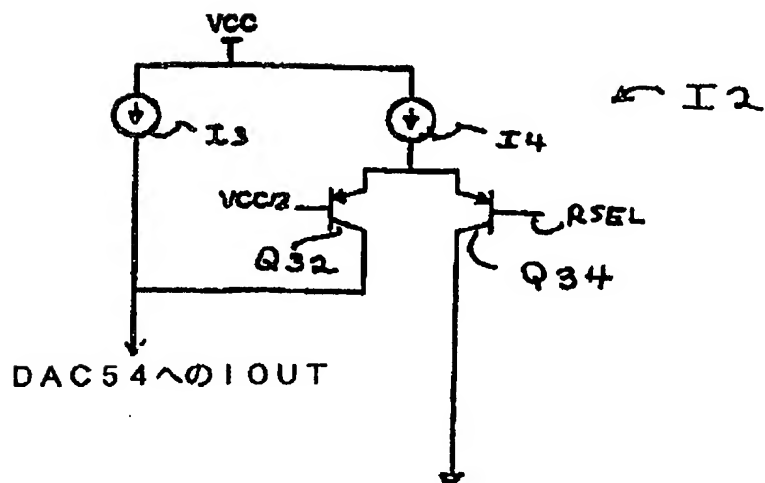 VCC
I2
I3
I4
VCC/2
RSEL
Q32
Q34
DAC54へのIOUT